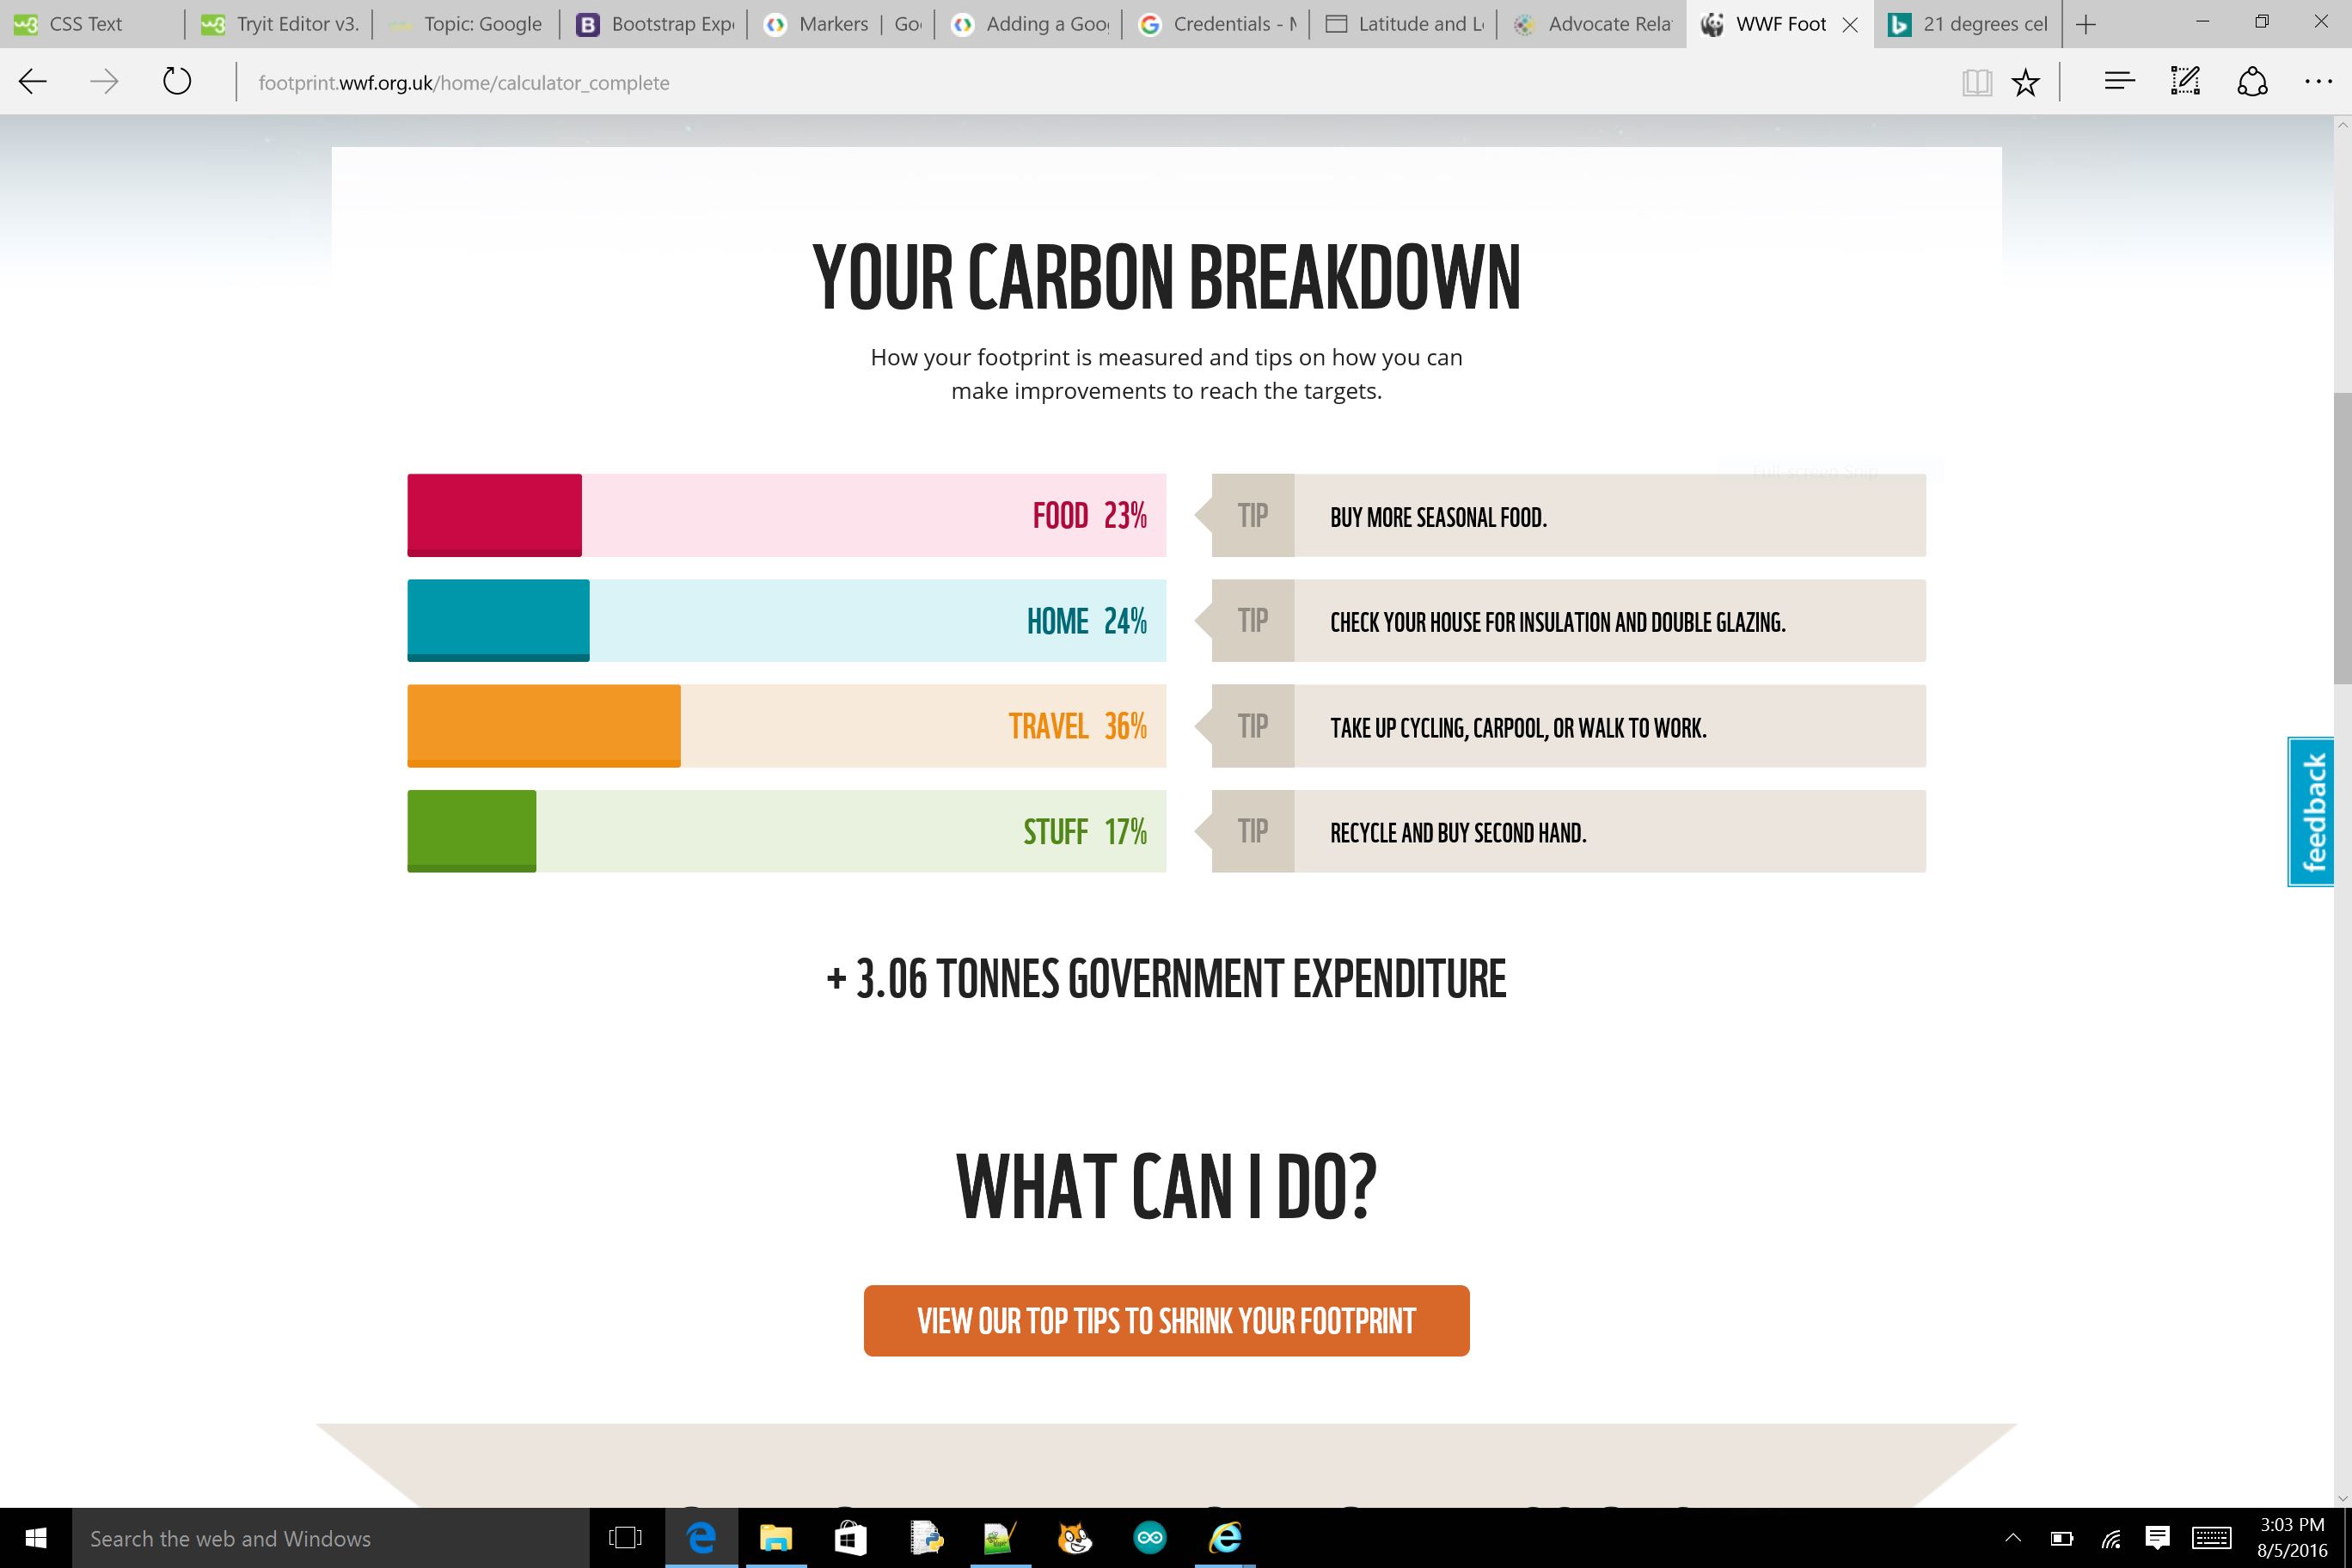 CSS Text
Tryit Editor v3.
Topic: Google
Bootstrap Exp
Markers | Go
Adding a Goo
Credentials -
Latitude and L
Advocate Rela
WWF Foot
21 degrees cel
footprint.wwf.org.uk/home/calculator_complete
YOUR CARBON BREAKDOWN
How your footprint is measured and tips on how you can
make improvements to reach the targets.
Full-screen Snip
FOOD 23%
TIP
BUY MORE SEASONAL FOOD.
HOME 24%
TIP
CHECK YOUR HOUSE FOR INSULATION AND DOUBLE GLAZING.
TRAVEL 36%
TIP
TAKE UP CYCLING, CARPOOL, OR WALK TO WORK.
STUFF 17%
TIP
RECYCLE AND BUY SECOND HAND.
feedback
+ 3.06 TONNES GOVERNMENT EXPENDITURE
WHAT CAN I DO?
VIEW OUR TOP TIPS TO SHRINK YOUR FOOTPRINT
Search the web and Windows
3:03 PM
8/5/2016